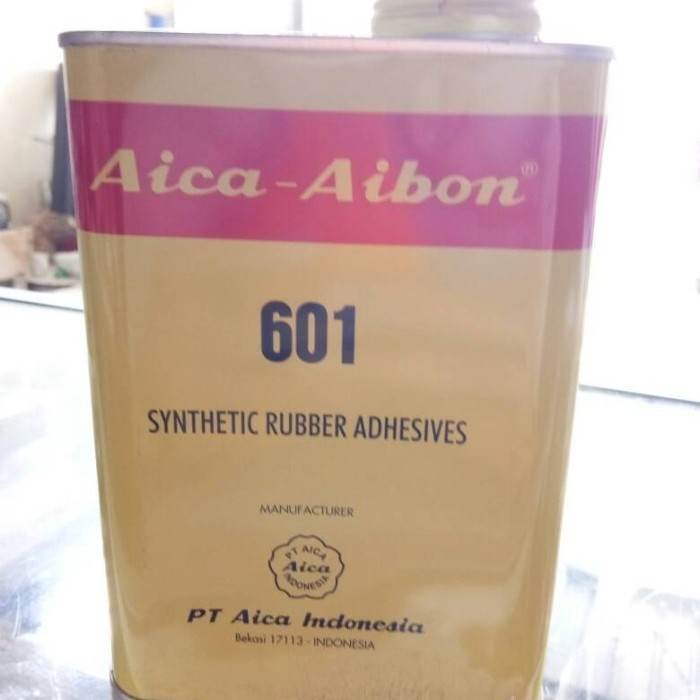 Aica-Aibon®
601
SYNTHETIC RUBBER ADHESIVES
MANUFACTURER
PT AICA
Aica
INDONESIA
PT Aica Indonesia
Bekasi 17113 - INDONESIA